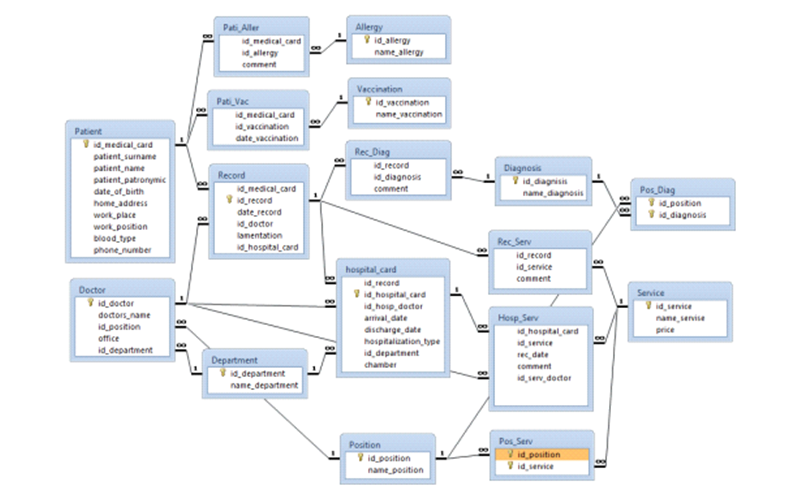 Pati_Aller
id_medical_card
id_allergy
comment
Allergy
id_allergy
name_allergy
Pati_Vac
id_medical_card
id_vaccination
date_vaccination
Vaccination
id_vaccination
name_vaccination
Patient
id_medical_card
patient_surname
patient_name
patient_patronymic
date_of_birth
home_address
work_place
work_position
blood_type
phone_number
Record
id_medical_card
id_record
date_record
id_doctor
lamentation
id_hospital_card
Rec_Diag
id_record
id_diagnosis
comment
Diagnosis
id_diagnisis
name_diagnosis
Pos_Diag
id_position
id_diagnosis
Rec_Serv
id_record
id_service
comment
Doctor
id_doctor
doctors_name
id_position
office
id_department
hospital_card
id_record
id_hospital_card
id_hosp_doctor
arrival_date
discharge_date
hospitalization_type
id_department
chamber
Hosp_Serv
id_hospital_card
id_service
rec_date
comment
id_serv_doctor
Service
id_service
name_servise
price
Department
id_department
name_department
Position
id_position
name_position
Pos_Serv
id_position
id_service